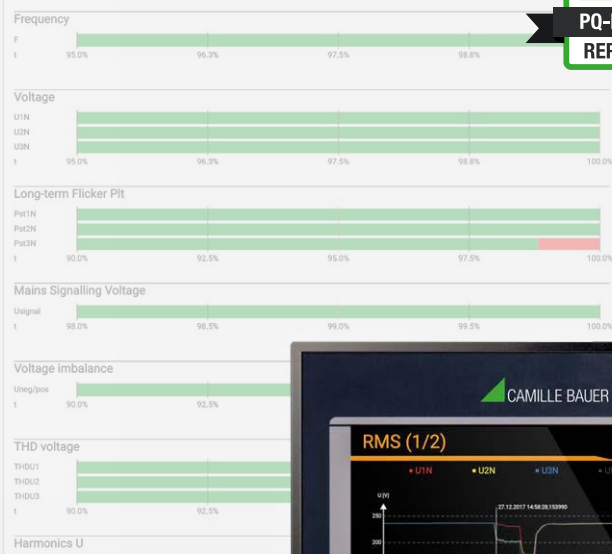 Frequency
PQ-
F
REP
t 95.0% 96.3% 97.5% 98.8%
Voltage
U1N
U2N
U3N
t 95.0% 96.3% 97.5% 98.8% 100.0%
Long-term Flicker Plt
Pst1N
Pst2N
Pst3N
t 90.0% 92.5% 95.0% 97.5% 100.0%
Mains Signalling Voltage
Usignal
t 98.0% 98.5% 99.0% 99.5% 100.0%
Voltage imbalance
Uneg/pos
t 90.0% 92.5%
CAMILLE BAUER
THD voltage
THDU1
THDU2
THDU3
t 90.0% 92.5%
RMS (1/2)
U1N U2N U3N
U (V)
27.12.2017 14:58:28,153990
250
200
Harmonics U